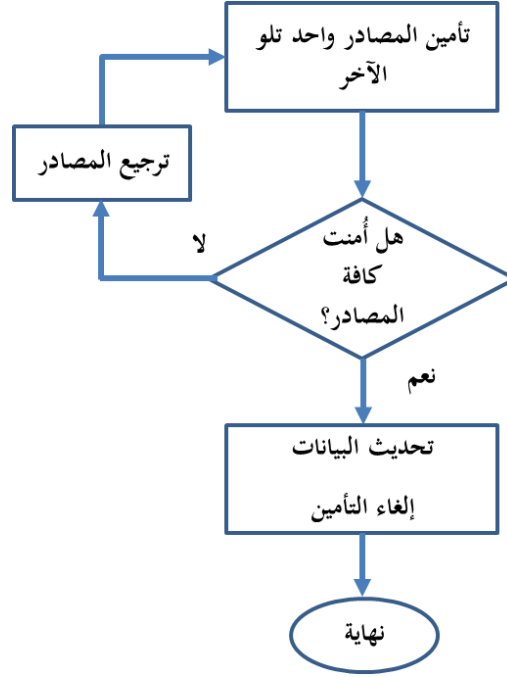 تأمين المصادر واحد تلو
الآخر
ترجيع المصادر
هل أُمنت
كافة
المصادر؟
لا
نعم
تحديث البيانات
إلغاء التأمين
نهاية